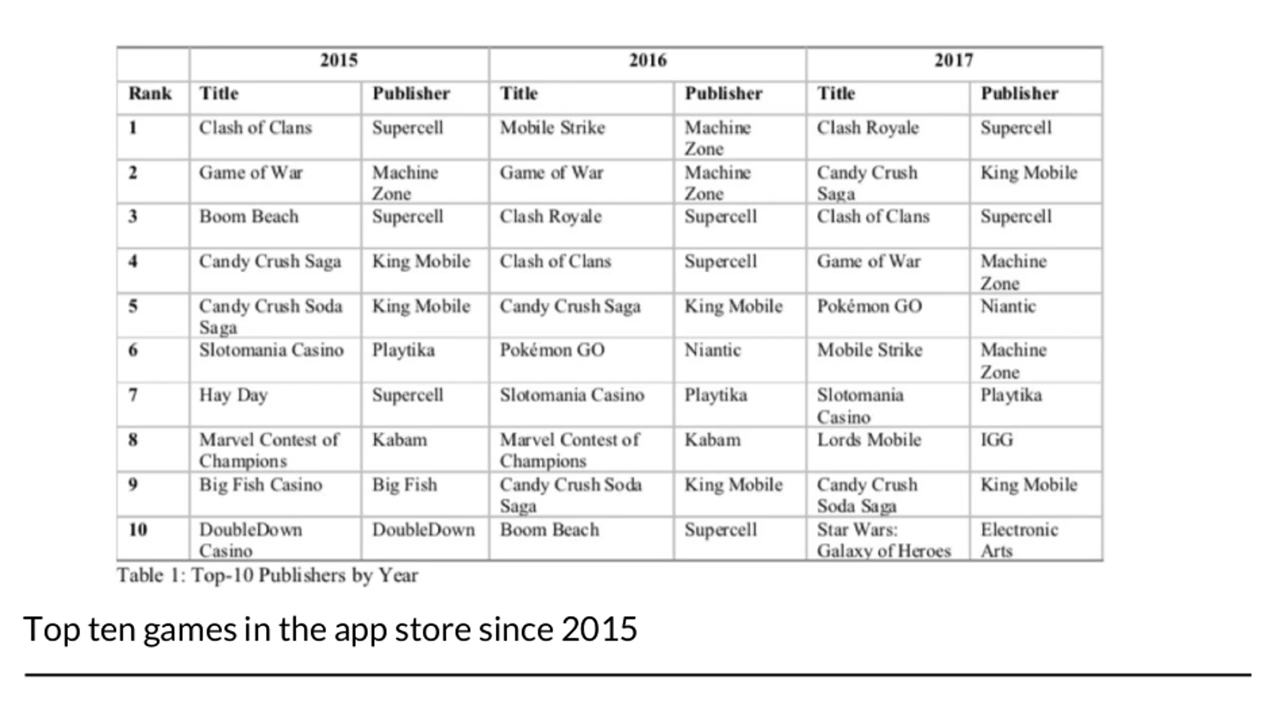 2015 2016 2017
Rank Title Publisher Title Publisher Title Publisher
1 Clash of Clans Supercell Mobile Strike Machine Zone Clash Royale Supercell
2 Game of War Machine Zone Game of War Machine Zone Candy Crush Saga King Mobile
3 Boom Beach Supercell Clash Royale Supercell Clash of Clans Supercell
4 Candy Crush Saga King Mobile Clash of Clans Supercell Game of War Machine Zone
5 Candy Crush Soda Saga King Mobile Candy Crush Saga King Mobile Pokémon GO Niantic
6 Slotomania Casino Playtika Pokémon GO Niantic Mobile Strike Machine Zone
7 Hay Day Supercell Slotomania Casino Playtika Slotomania Casino Playtika
8 Marvel Contest of Champions Kabam Marvel Contest of Champions Kabam Lords Mobile IGG
9 Big Fish Casino Big Fish Candy Crush Soda Saga King Mobile Candy Crush Soda Saga King Mobile
10 DoubleDown Casino DoubleDown Boom Beach Supercell Star Wars: Galaxy of Heroes Electronic Arts
Table 1: Top-10 Publishers by Year
Top ten games in the app store since 2015